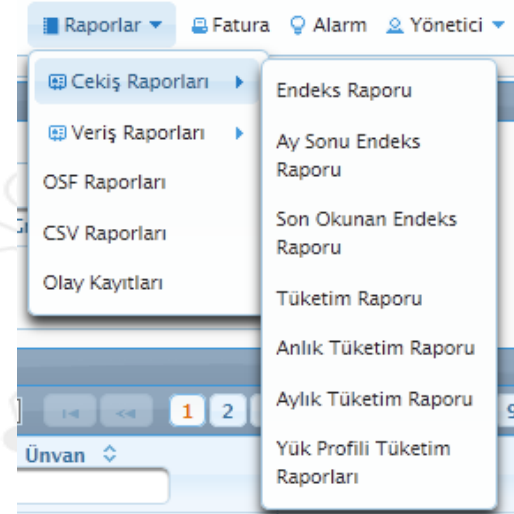 Raporlar Fatura Alarm Yönetici
Cekiş Raporları
Veriş Raporları
OSF Raporları
CSV Raporları
Olay Kayıtları
Endeks Raporu
Ay Sonu Endeks
Raporu
Son Okunan Endeks
Raporu
Tüketim Raporu
Anlık Tüketim Raporu
Aylık Tüketim Raporu
Yük Profili Tüketim
Raporları
1 2
Ünvan